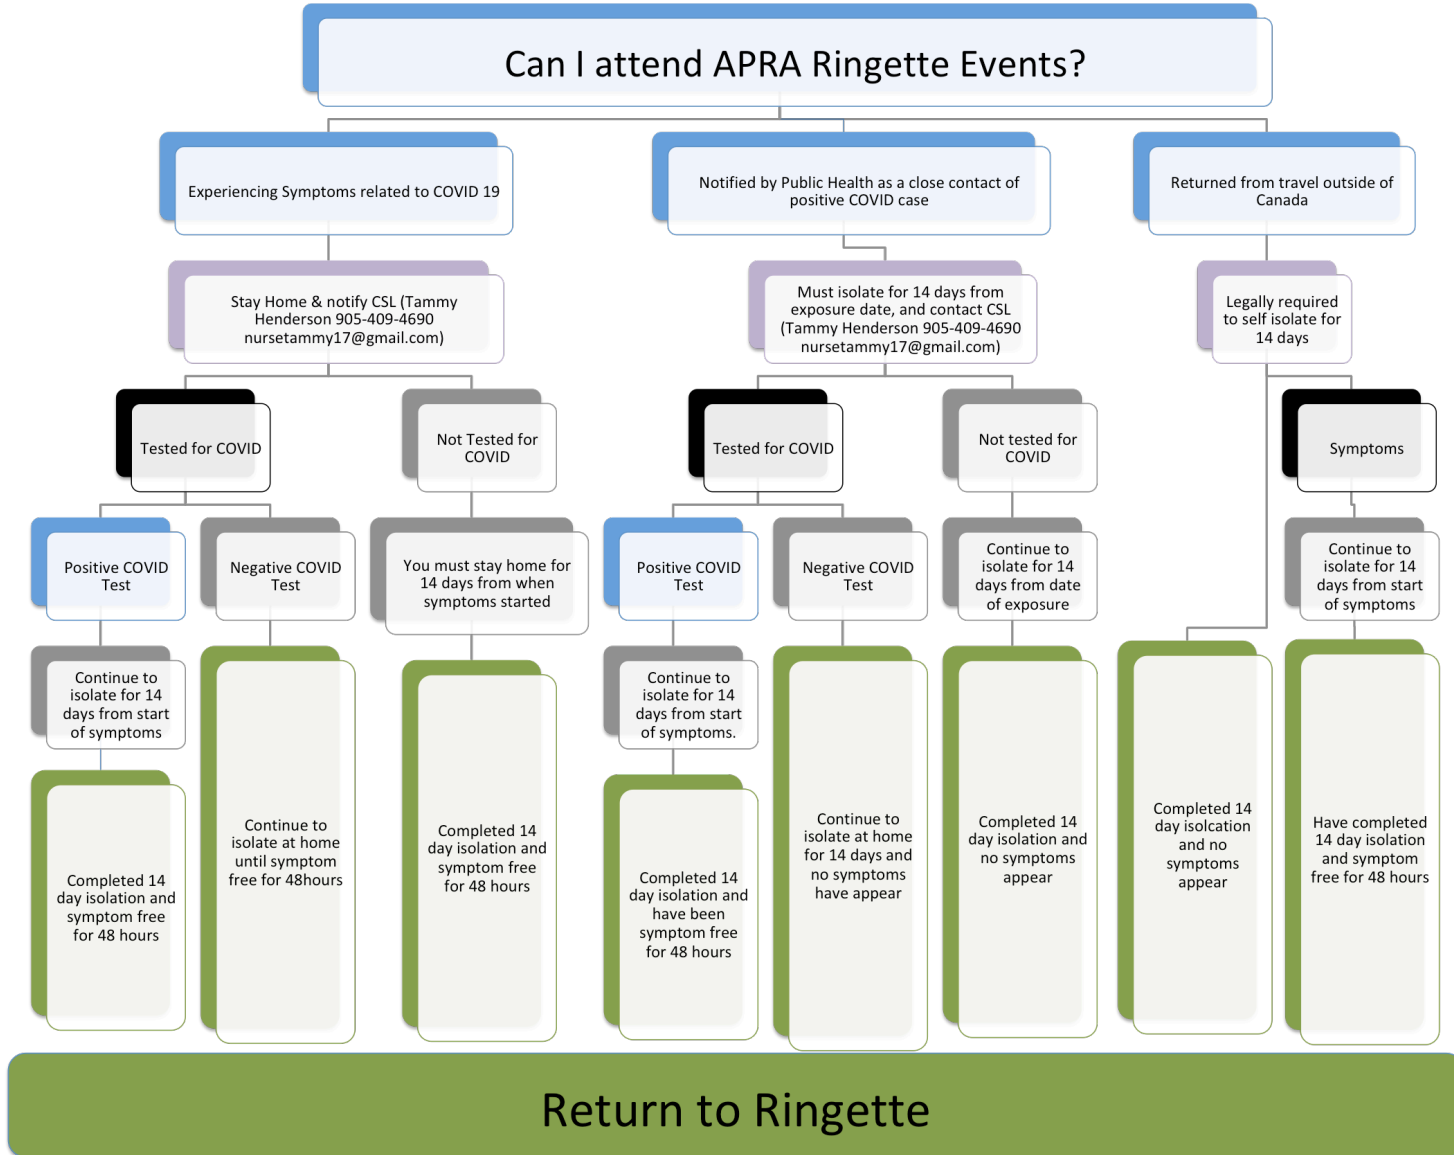 Can I attend APRA Ringette Events?
Experiencing Symptoms related to COVID 19
Notified by Public Health as a close contact of
positive COVID case
Returned from travel outside of
Canada
Stay Home & notify CSL (Tammy
Henderson 905-409-4690
nursetammy17@gmail.com)
Must isolate for 14 days from
exposure date, and contact CSL
(Tammy Henderson 905-409-4690
nursetammy17@gmail.com)
Legally required
to self isolate for
14 days
Tested for COVID
Not Tested for
COVID
Tested for COVID
Not tested for
COVID
Symptoms
Positive COVID
Test
Negative COVID
Test
You must stay home for
14 days from when
symptoms started
Positive COVID
Test
Negative COVID
Test
Continue to
isolate for 14
days from date
of exposure
Continue to
isolate for 14
days from start
of symptoms
Continue to
isolate for 14
days from start
of symptoms
Continue to
isolate for 14
days from start
of symptoms.
Completed 14
day isolation and
symptom free
for 48 hours
Continue to
isolate at home
until symptom
free for 48hours
Completed 14
day isolation and
symptom free
for 48 hours
Completed 14
day isolation and
have been
symptom free
for 48 hours
Continue to
isolate at home
for 14 days and
no symptoms
have appear
Completed 14
day isolation and
no symptoms
appear
Completed 14
day isolcation
and no
symptoms
appear
Have completed
14 day isolation
and symptom
free for 48 hours
Return to Ringette